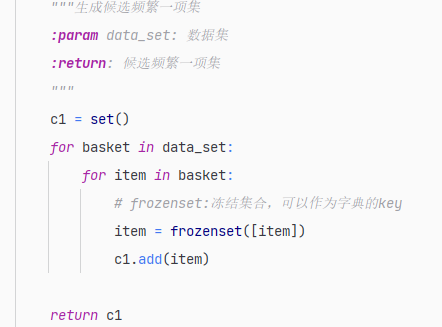 """生成候选频繁一项集
:param data_set: 数据集
:return: 候选频繁一项集
"""
c1 = set()
for basket in data_set:
for item in basket:
# frozenset:冻结集合，可以作为字典的key
item = frozenset([item])
c1.add(item)
return c1